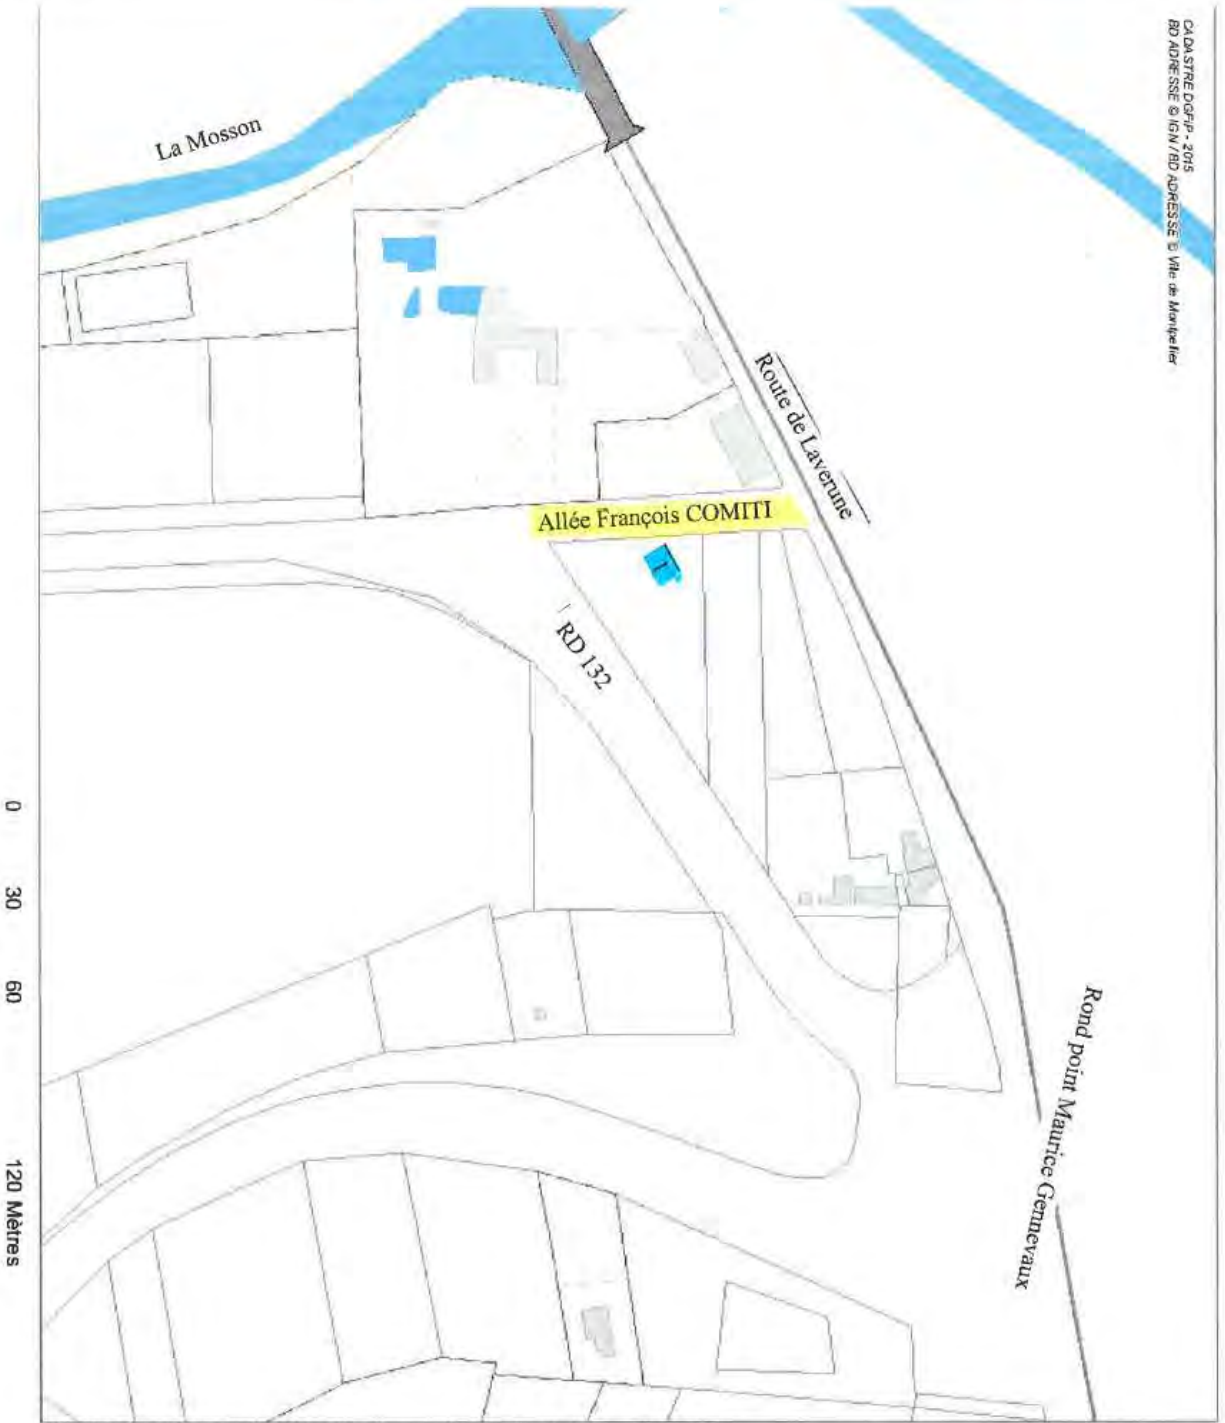 CADASTRE DGFiP - 2015
BD ADRESSE © IGN / BD ADRESSE © Ville de Montpellier
La Mosson
Route de Laverune
Allée François COMITI
1
RD 132
Rond point Maurice Gennevaux
0 30 60 120 Mètres